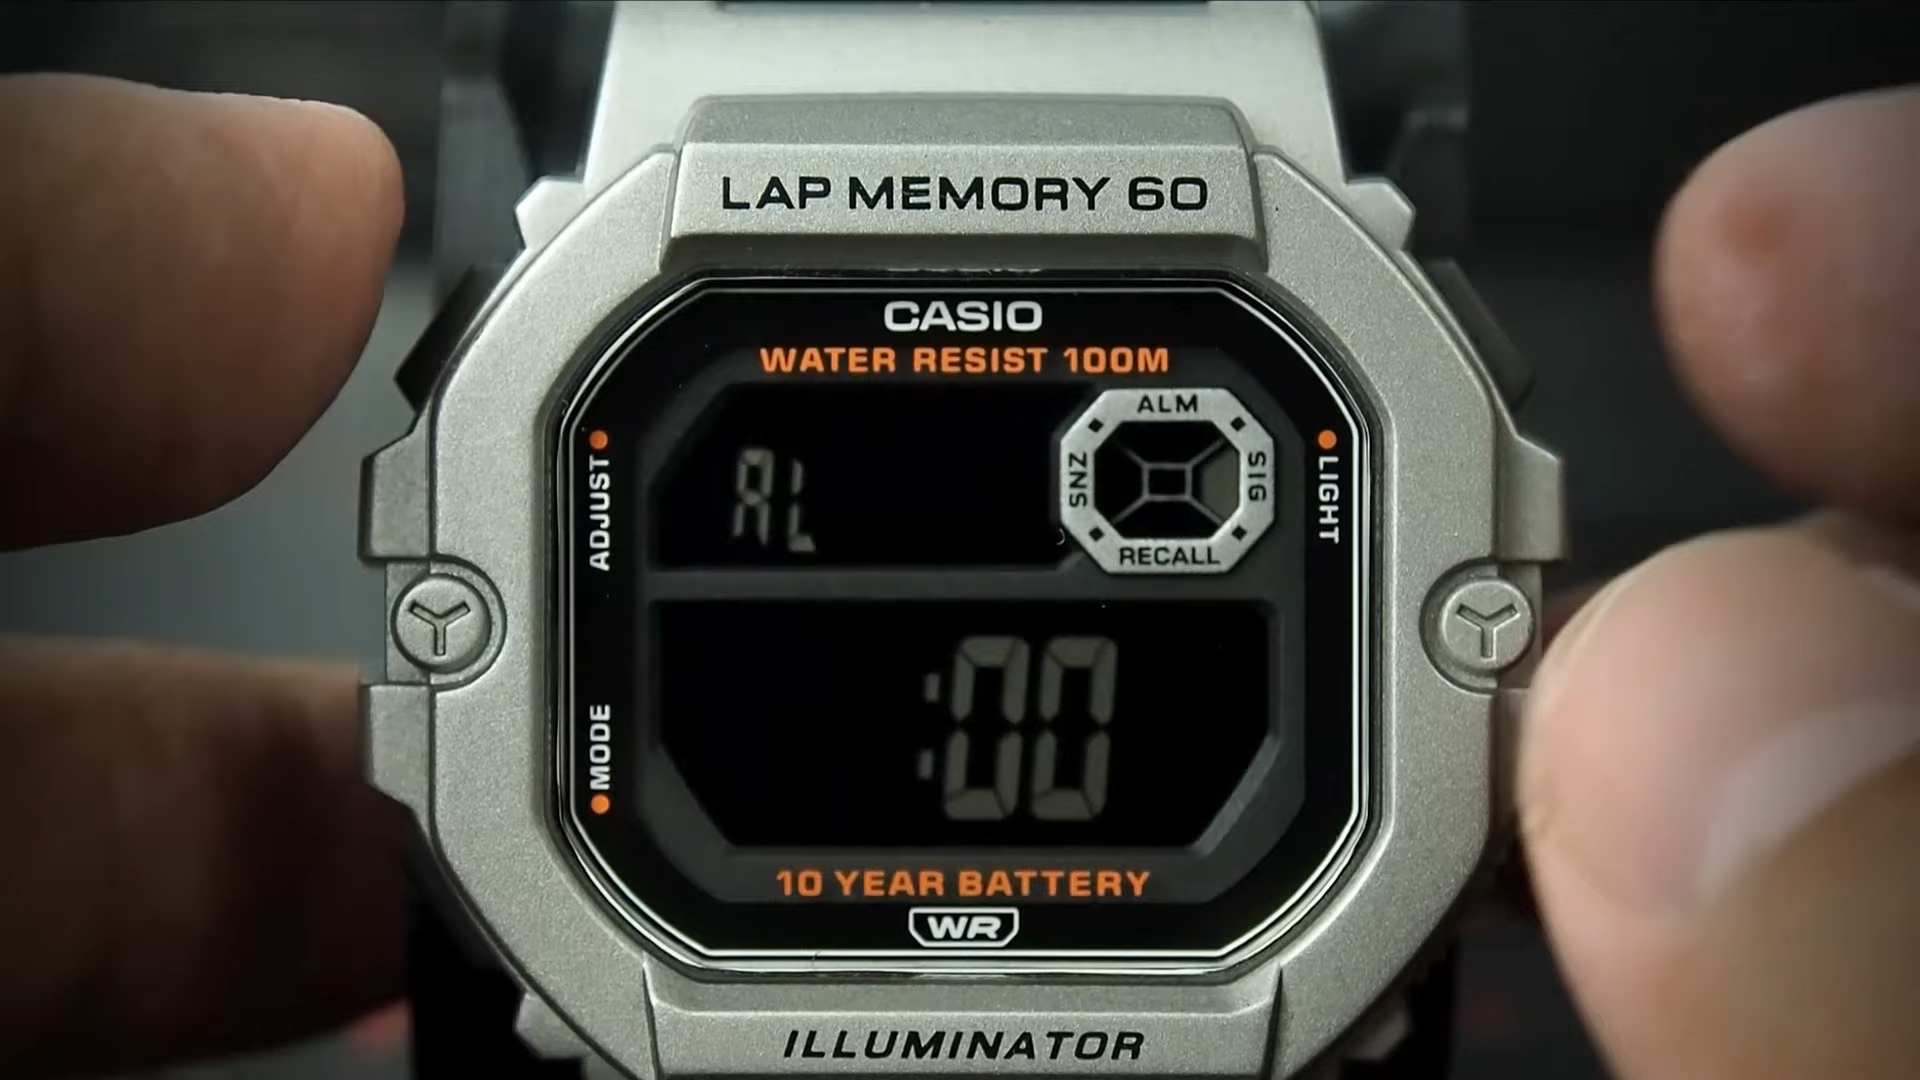 LAP MEMORY 60
CASIO
WATER RESIST 100M
ALM
SNZ
SIG
RECALL
ADJUST
LIGHT
AL
:00
MODE
10 YEAR BATTERY
WR
ILLUMINATOR